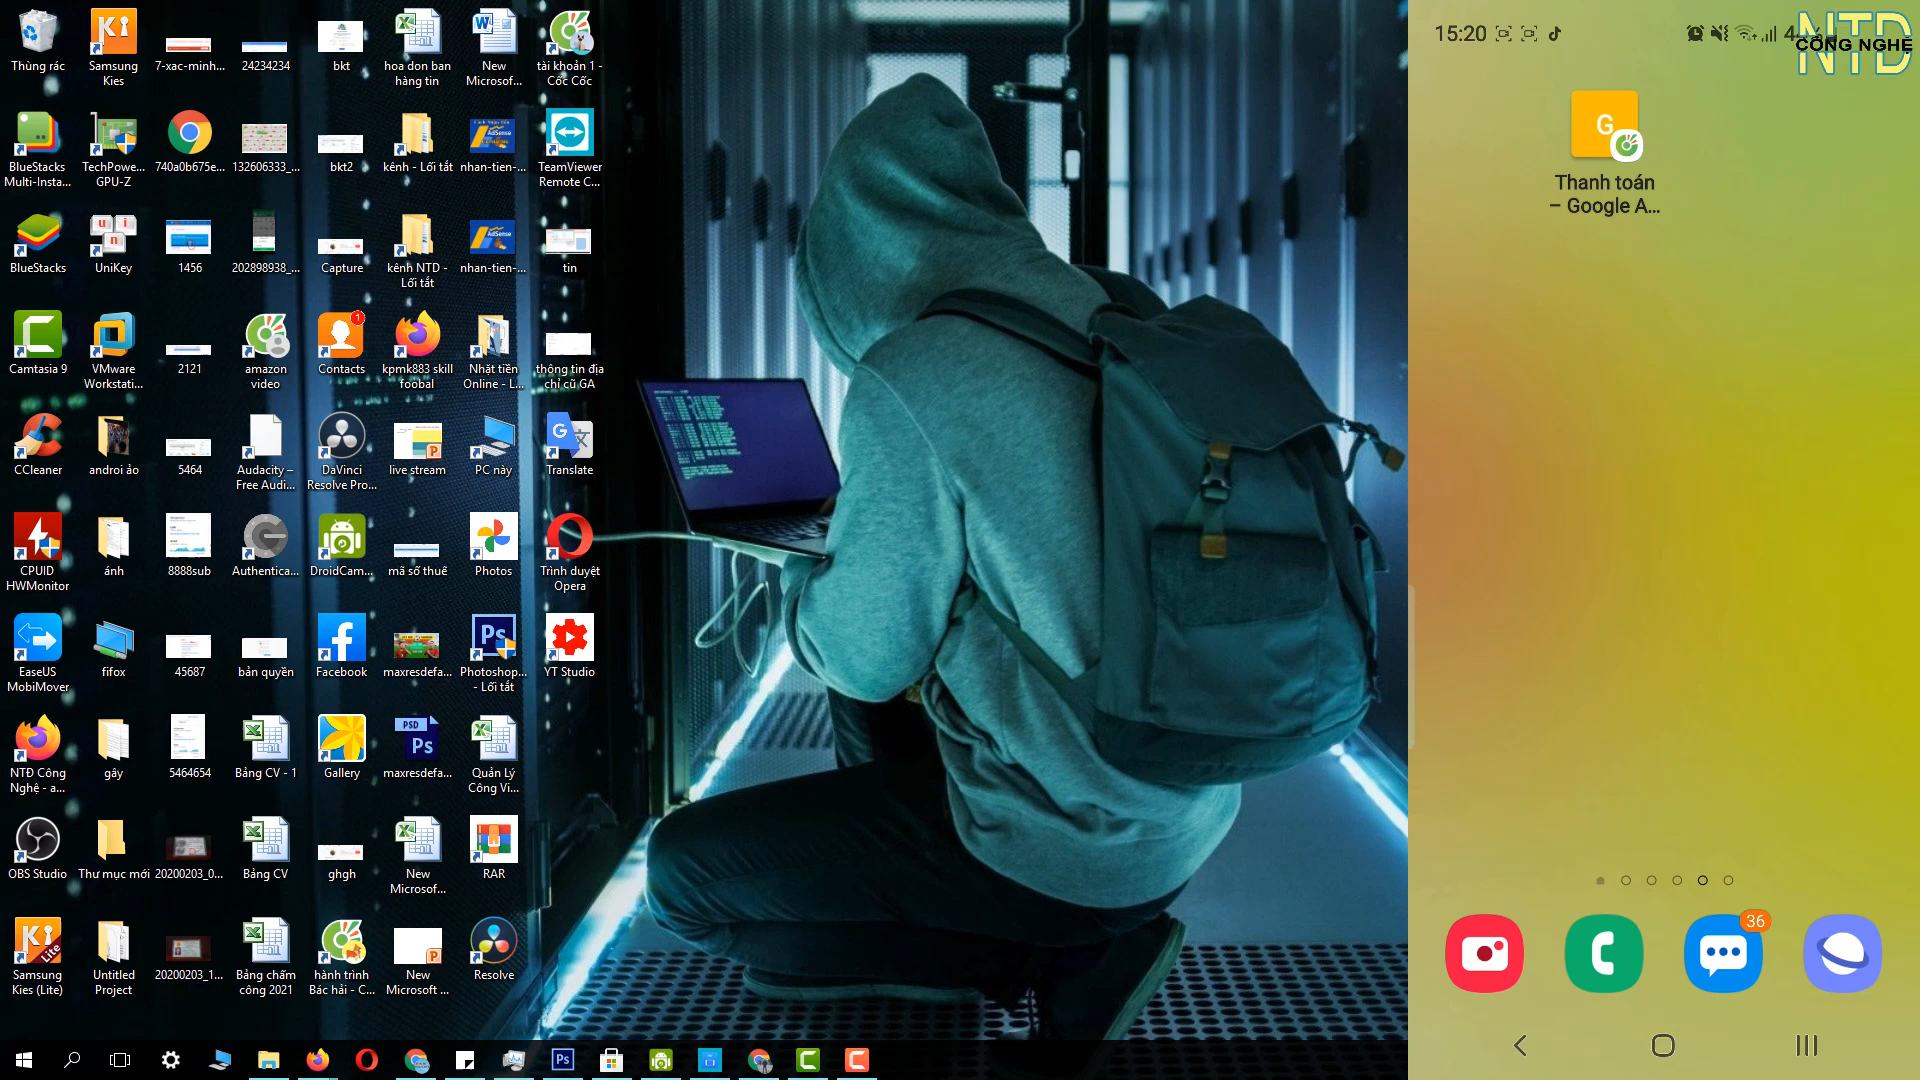 Thùng rác
Samsung
Kies
7-xac-minh...
24234234
bkt
hoa don ban
hàng tin
New
Microsof...
tài khoản 1 -
Cốc Cốc
BlueStacks
Multi-Insta...
TechPowe...
GPU-Z
740a0b675e...
132606333_...
bkt2
kênh - Lối tắt
nhan-tien-...
TeamViewer
Remote C...
BlueStacks
UniKey
1456
202898938_...
Capture
kênh NTD -
Lối tắt
nhan-tien-...
tin
Camtasia 9
VMware
Workstati...
2121
amazon
video
Contacts
kpmk883 skill
foobal
Nhặt tiền
Online - L...
thông tin địa
chỉ cũ GA
CCleaner
androi ảo
5464
Audacity –
Free Audi...
DaVinci
Resolve Pro...
live stream
PC này
Translate
CPUID
HWMonitor
ảnh
8888sub
Authentica...
DroidCam...
mã số thuế
Photos
Trình duyệt
Opera
EaseUS
MobiMover
fifox
45687
bản quyền
Facebook
maxresdefa...
Photoshop...
- Lối tắt
YT Studio
NTĐ Công
Nghệ - a...
gậy
5464654
Bảng CV - 1
Gallery
maxresdefa...
Quản Lý
Công Vi...
OBS Studio
Thư mục mới
20200203_0...
Bảng CV
ghgh
New
Microsof...
RAR
Samsung
Kies (Lite)
Untitled
Project
20200203_1...
Bảng chấm
công 2021
hành trình
Bác hải - C...
New
Microsoft ...
Resolve
15:20
NTD
CÔNG NGHỆ
G
Thanh toán
– Google A...
36